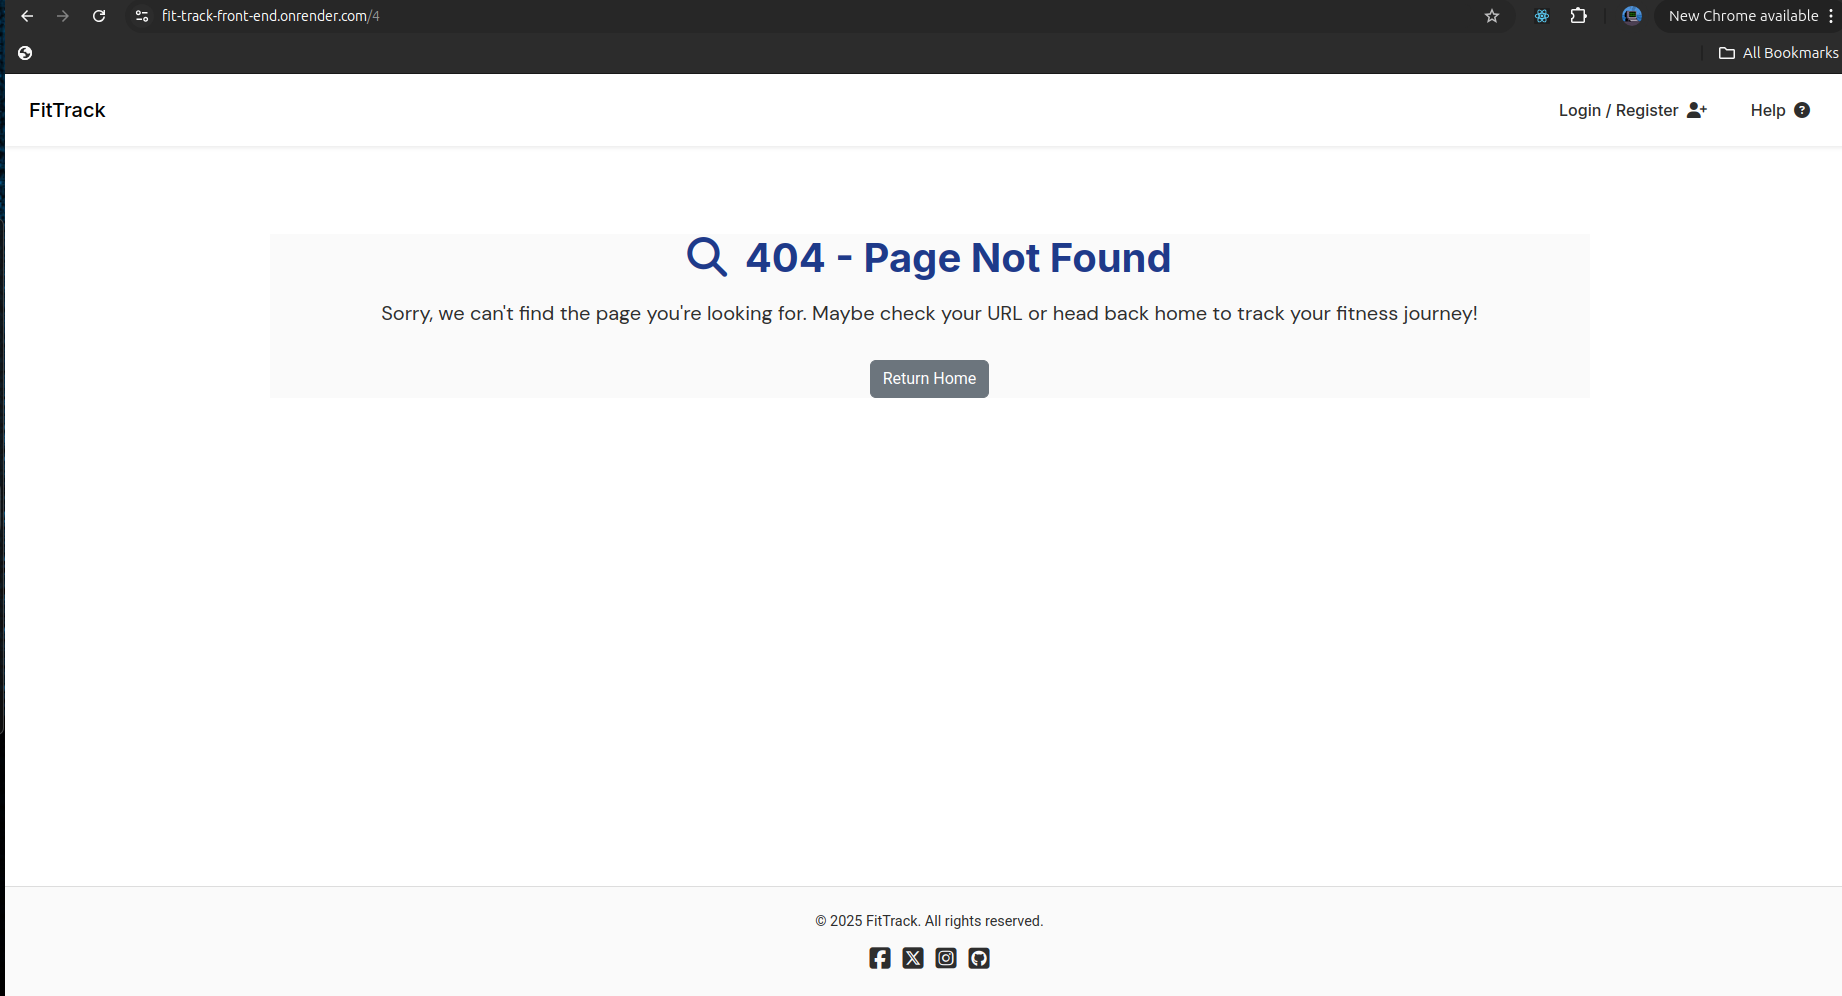 fit-track-front-end.onrender.com/4
New Chrome available
All Bookmarks
FitTrack
Login / Register
Help
404 - Page Not Found
Sorry, we can't find the page you're looking for. Maybe check your URL or head back home to track your fitness journey!
Return Home
© 2025 FitTrack. All rights reserved.